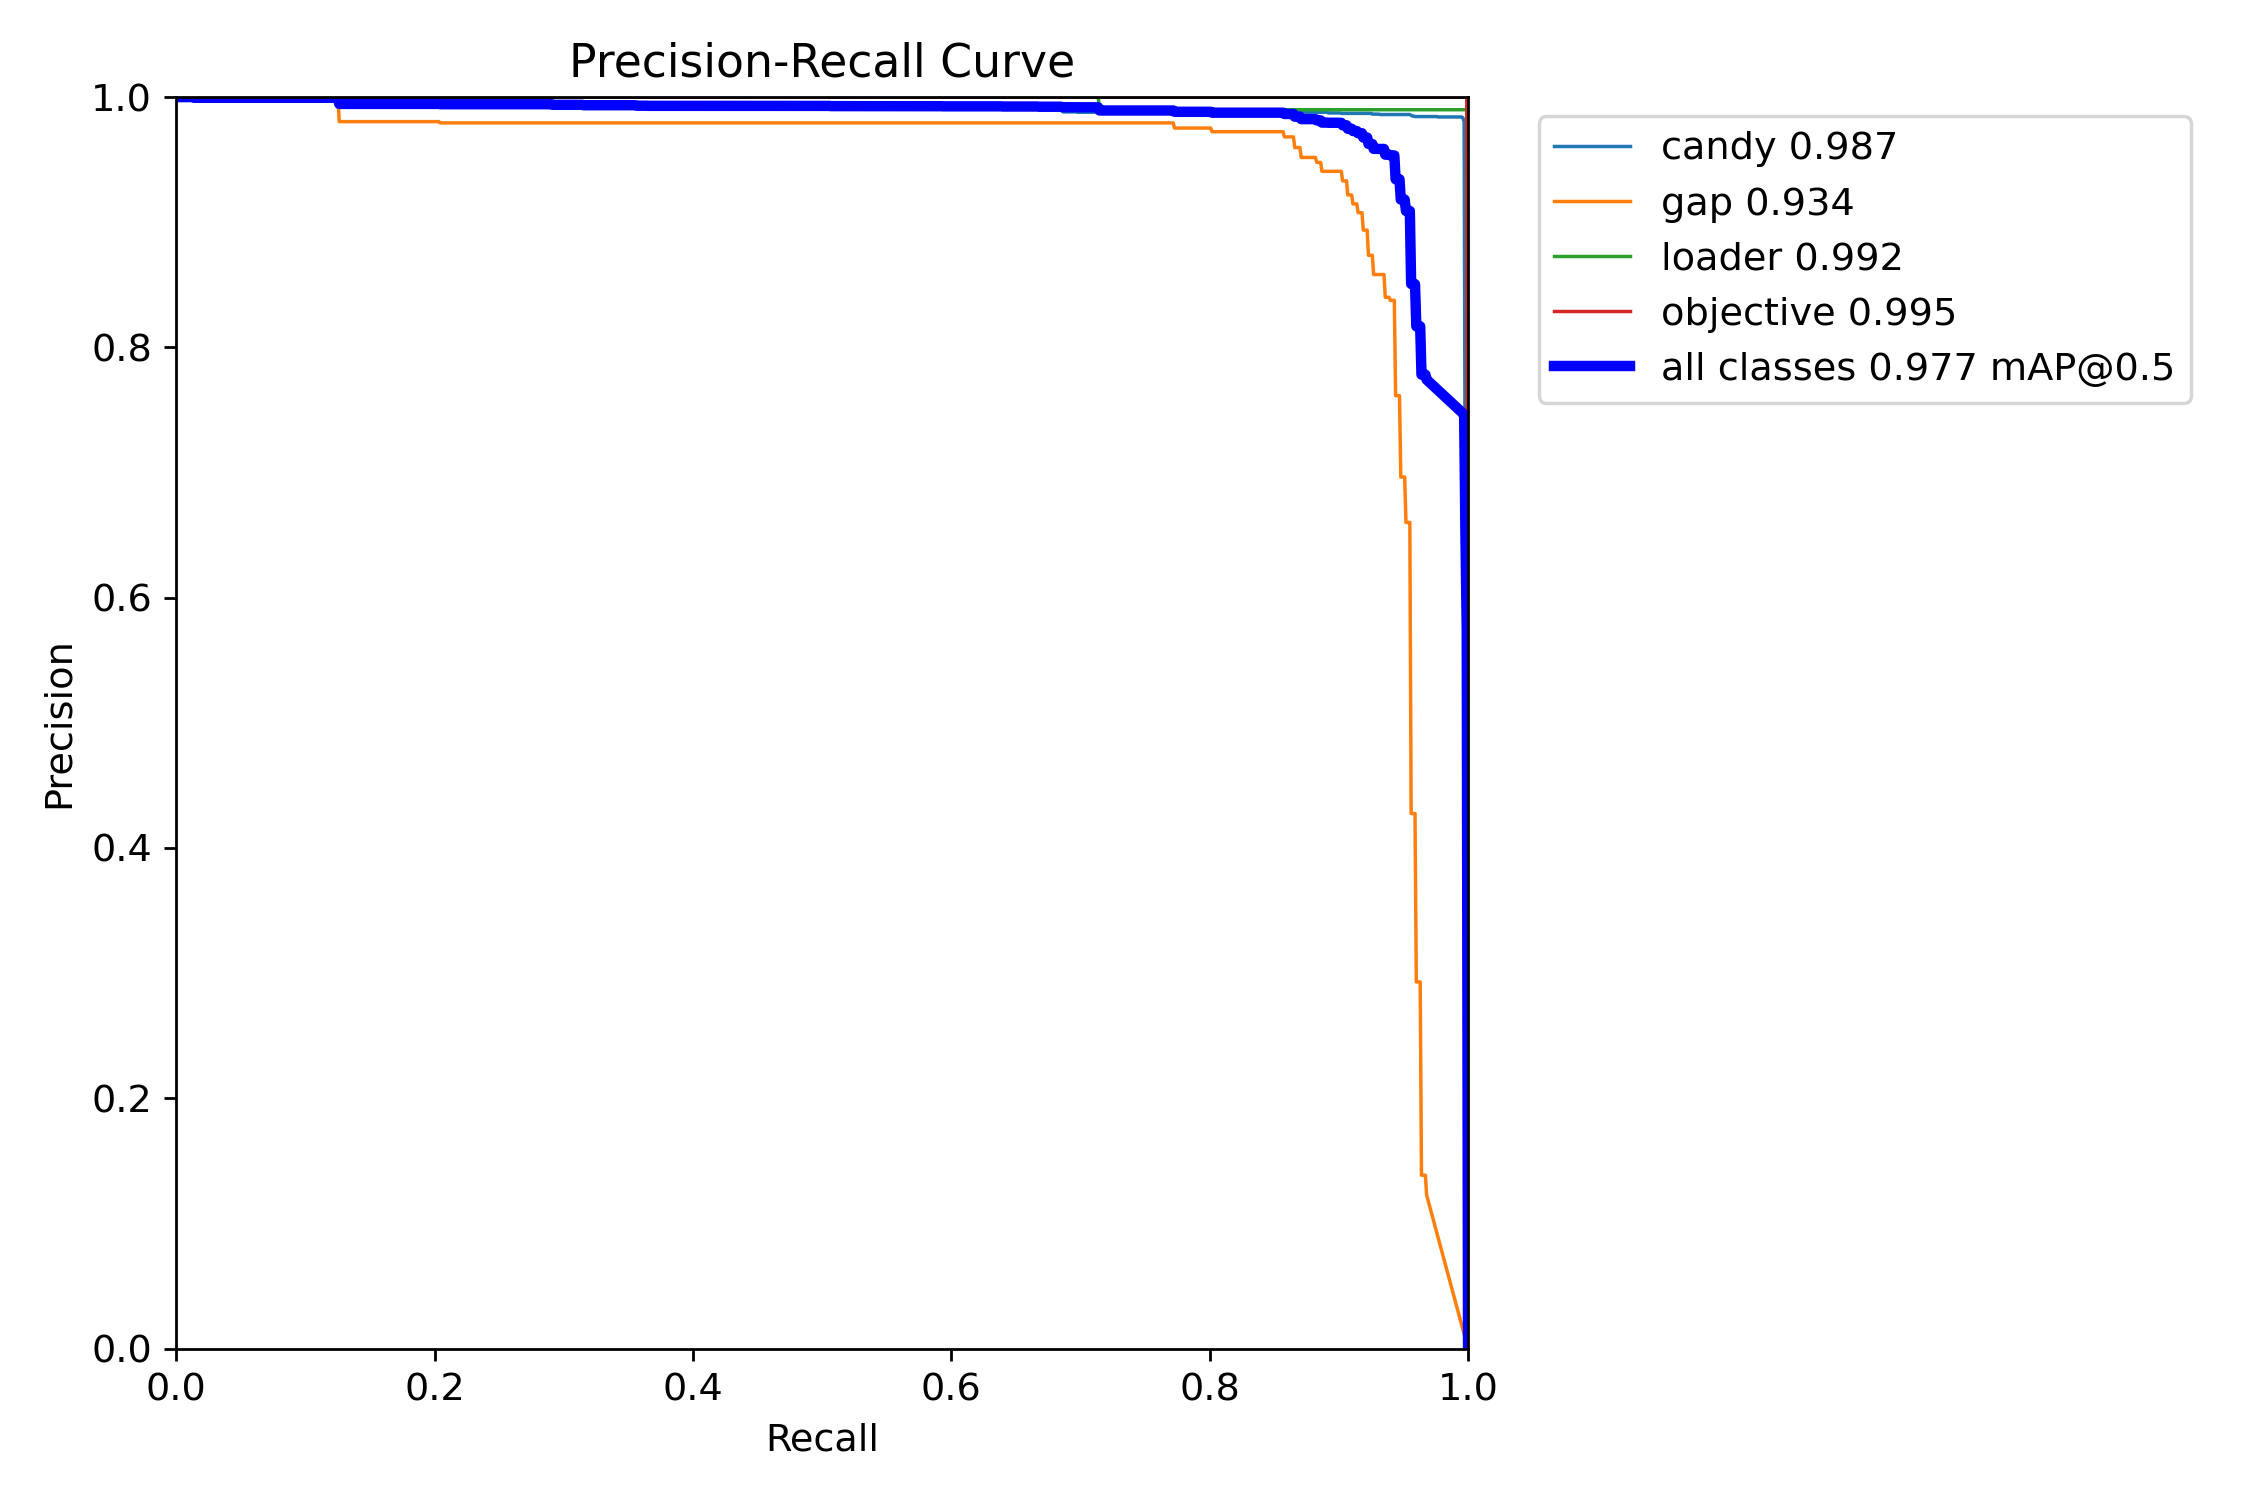 Precision-Recall Curve
1.0
0.8
0.6
0.4
0.2
0.0
Precision
0.0 0.2 0.4 0.6 0.8 1.0
Recall
candy 0.987
gap 0.934
loader 0.992
objective 0.995
all classes 0.977 mAP@0.5